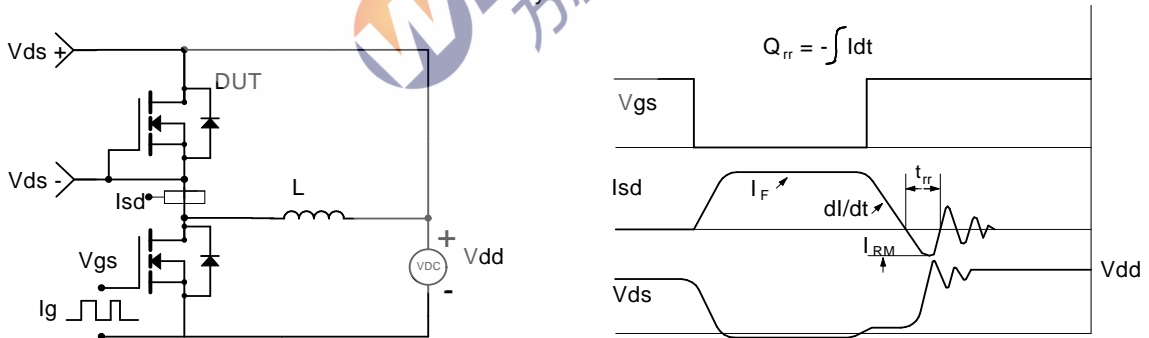 Q rr = - ∫ Idt
Vds +
DUT
Vgs
Vds -
Isd
L
Isd
I F
dI/dt
t rr
Vgs
+
Vdd
VDC
-
I RM
Vdd
Ig
Vds